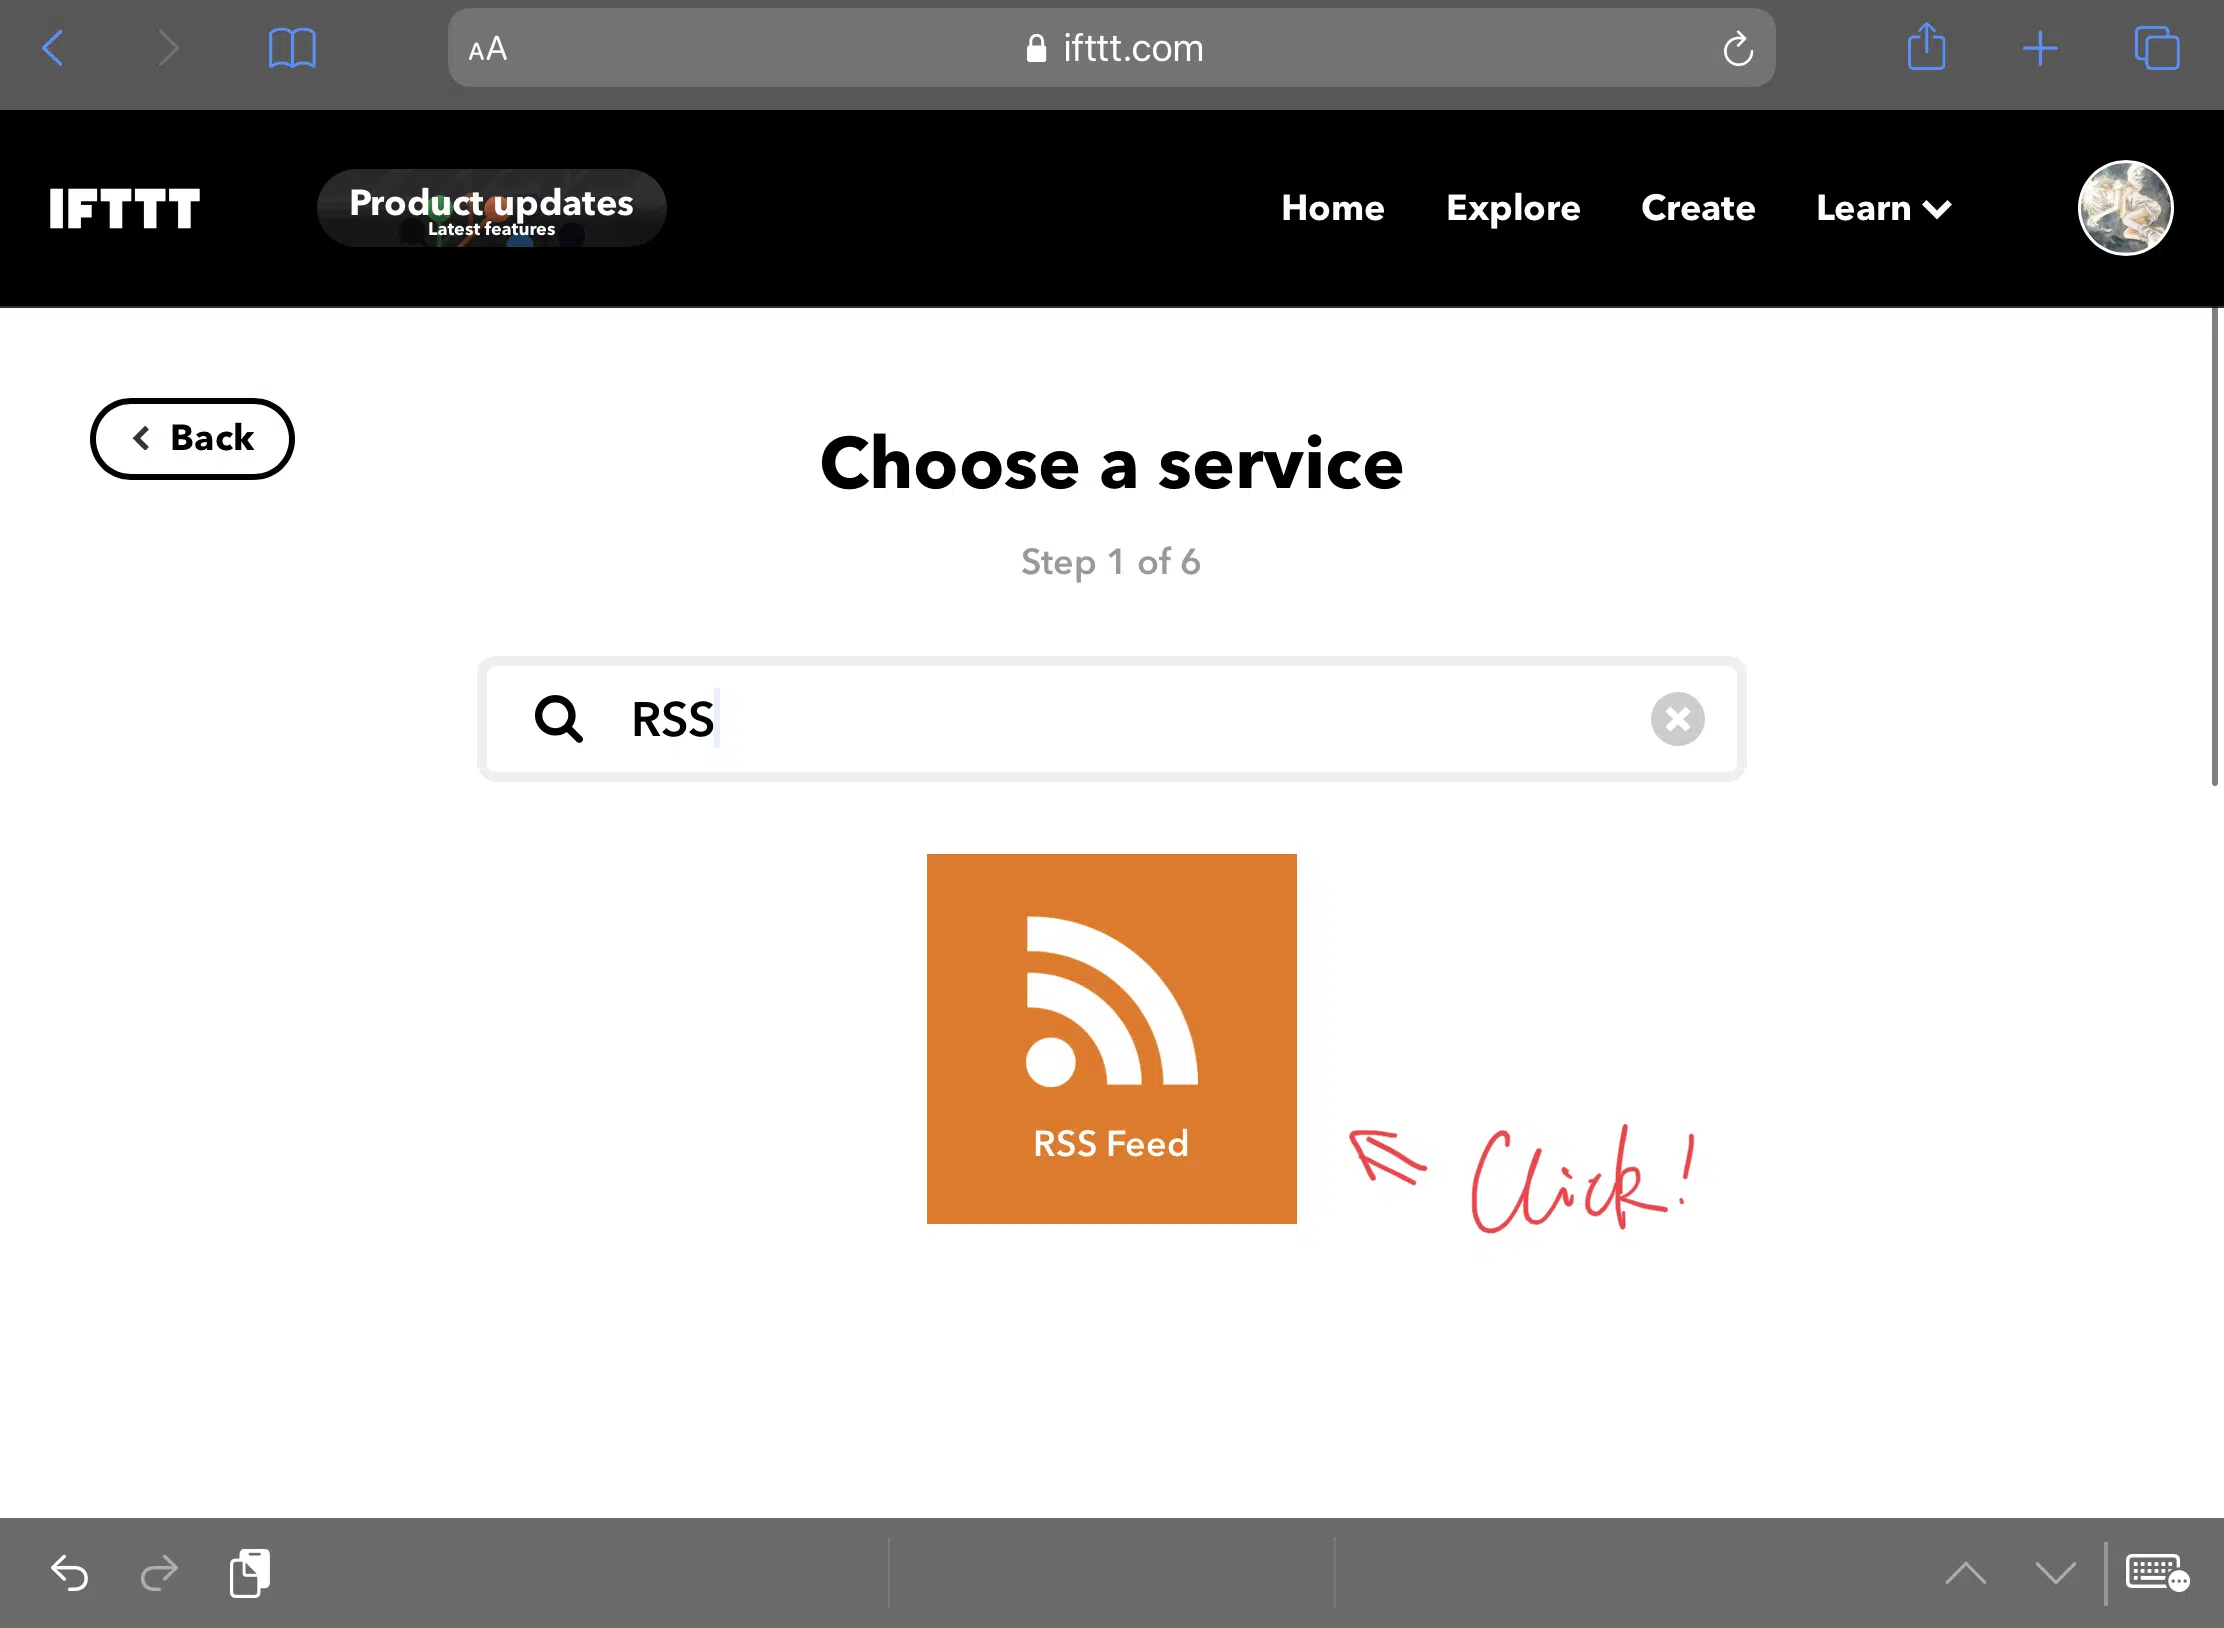 AA ifttt.com
IFTTT Product updates Home Explore Create Learn
Latest features
Back
Choose a service
Step 1 of 6
RSS
RSS Feed
Click!